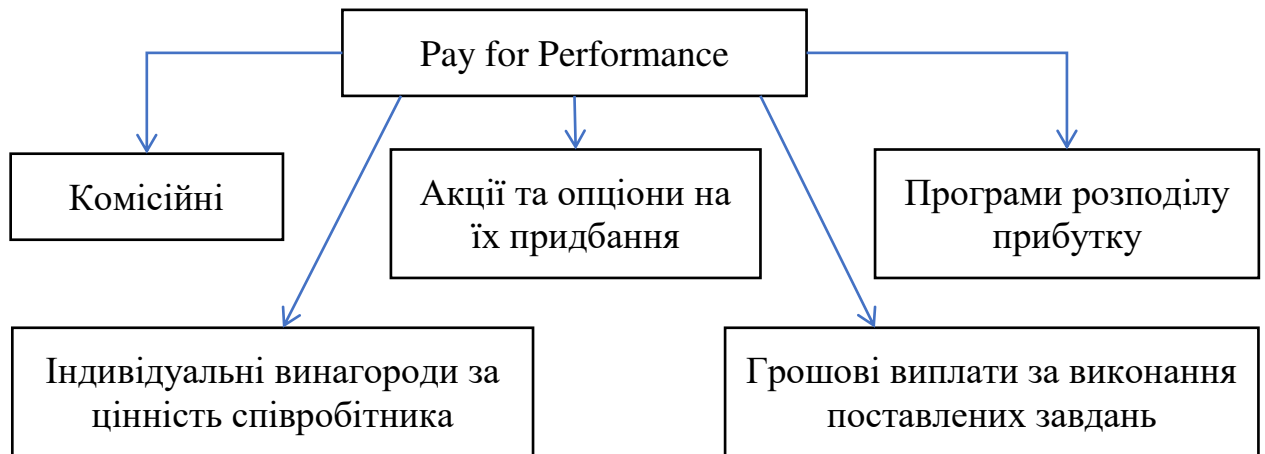 Pay for Performance
Комісійні
Акції та опціони на
їх придбання
Програми розподілу
прибутку
Індивідуальні винагороди за
цінність співробітника
Грошові виплати за виконання
поставлених завдань